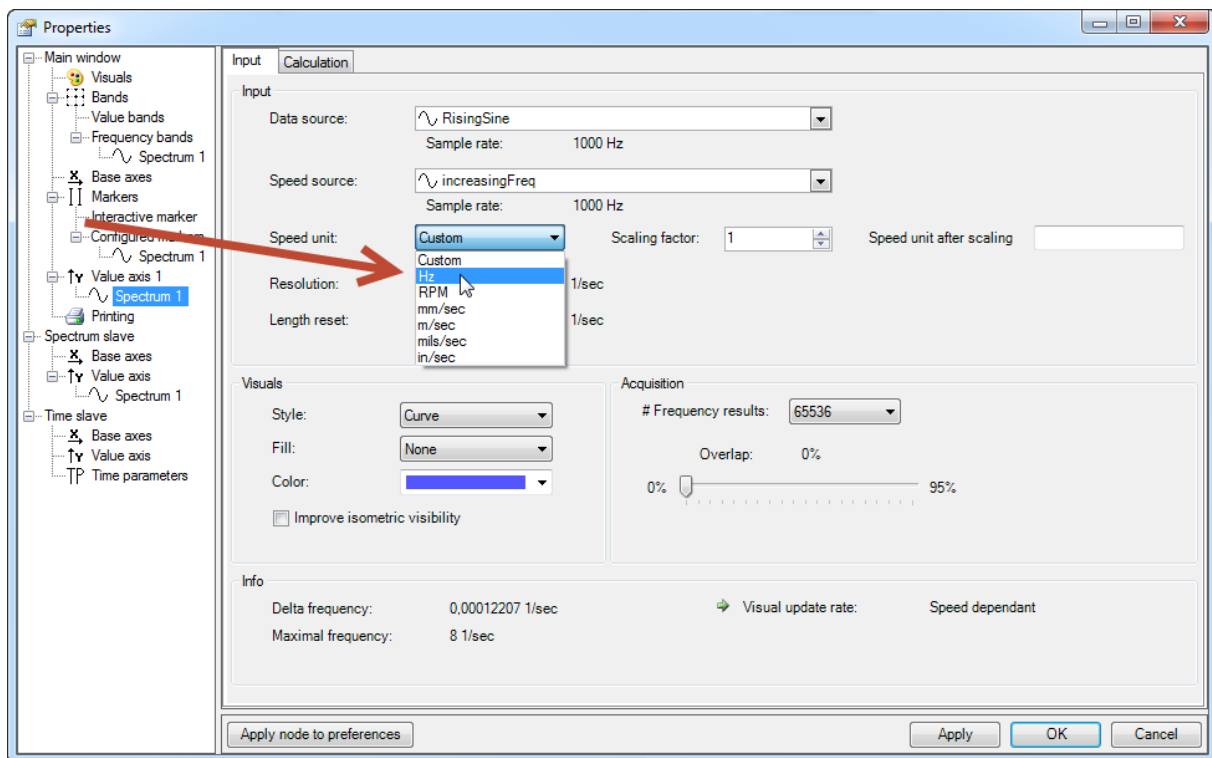 Properties
Main window
Visuals
Bands
Value bands
Frequency bands
Spectrum 1
Base axes
Markers
Interactive marker
Configured markers
Spectrum 1
Value axis 1
Spectrum 1
Printing
Spectrum slave
Base axes
Value axis
Spectrum 1
Time slave
Base axes
Value axis
TP Time parameters
Input Calculation
Input
Data source: RisingSine
Sample rate: 1000 Hz
Speed source: increasingFreq
Sample rate: 1000 Hz
Speed unit: Custom Scaling factor: 1 Speed unit after scaling
Custom
Hz
RPM
mm/sec
m/sec
mils/sec
in/sec
Resolution: 1/sec
Length reset: 1/sec
Visuals
Style: Curve
Fill: None
Color:
Improve isometric visibility
Acquisition
# Frequency results: 65536
Overlap: 0%
0% 95%
Info
Delta frequency: 0,00012207 1/sec Visual update rate: Speed dependant
Maximal frequency: 8 1/sec
Apply node to preferences Apply OK Cancel